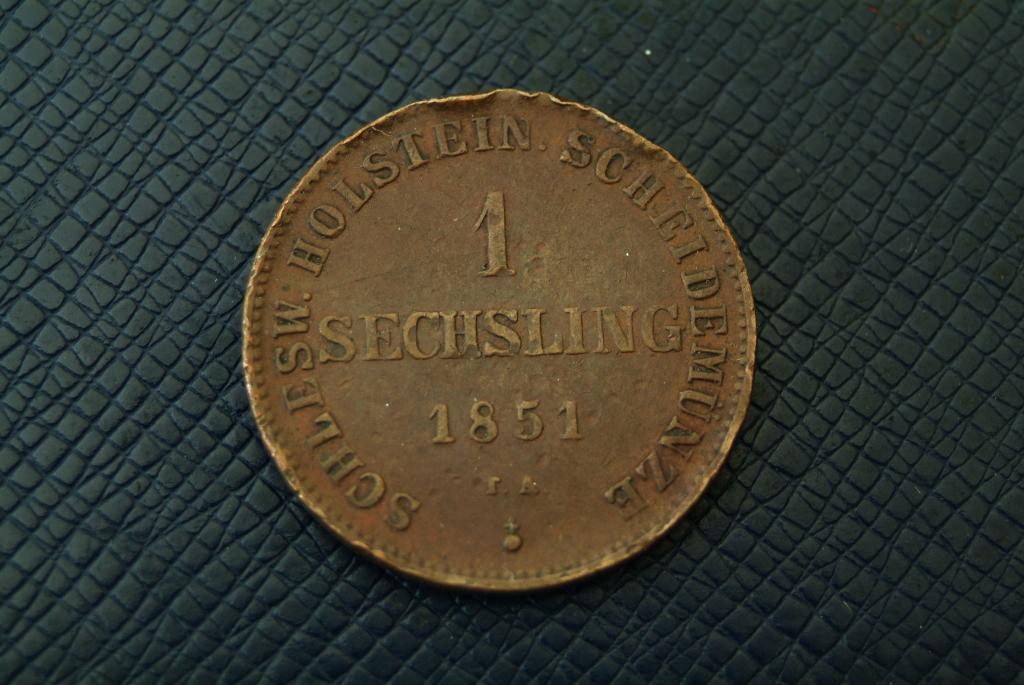 SCHLESW. HOLSTEIN. SCHEIDEMÜNZE
1
SECHSLING
1851
T. A.